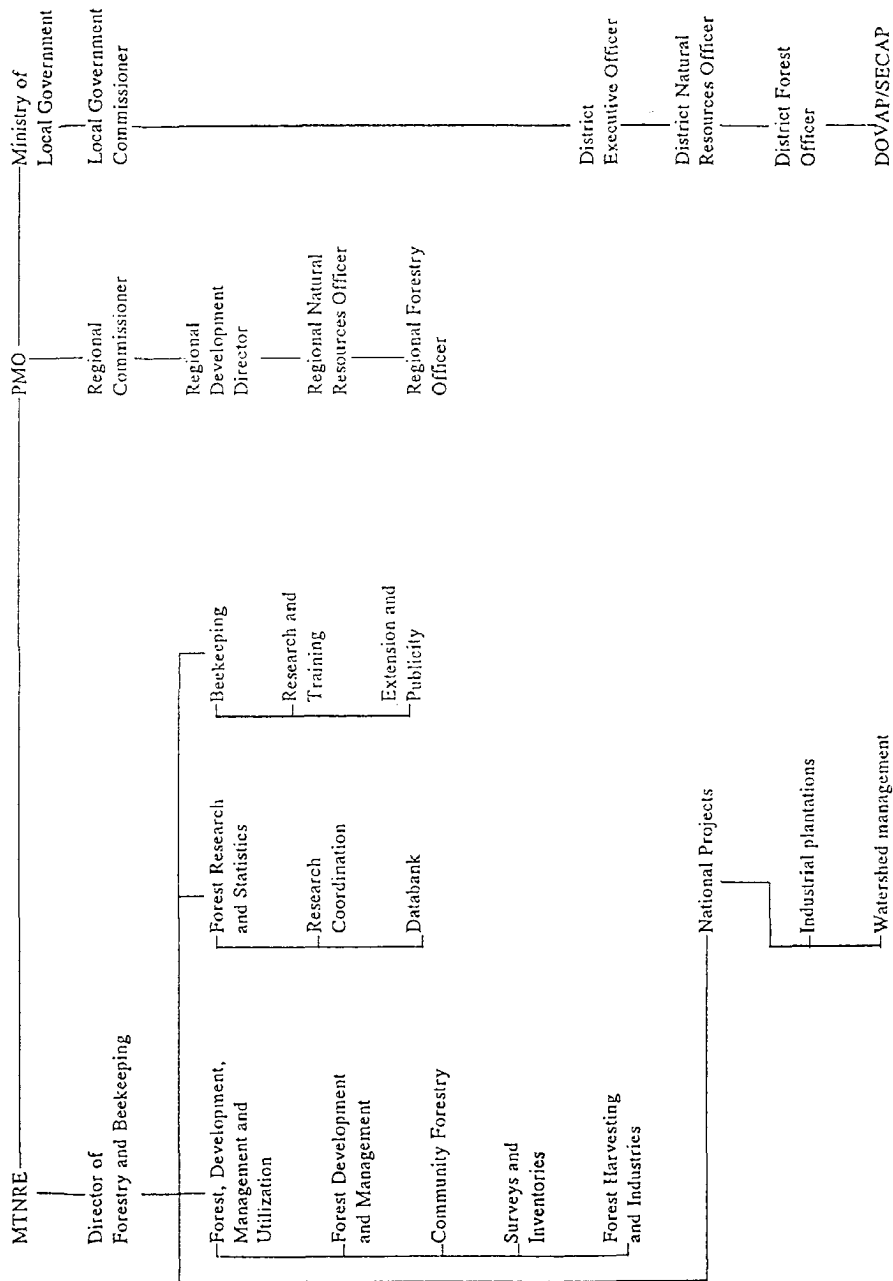 MTNRE
PMO
Ministry of
Local Government
Director of
Forestry and Beekeeping
Regional
Commissioner
Local Government
Commissioner
Forest, Development,
Management and
Utilization
Forest Research
and Statistics
Beekeeping
Regional
Development
Director
Forest Development
and Management
Research
Coordination
Research and
Training
Regional Natural
Resources Officer
Community Forestry
Databank
Extension and
Publicity
Regional Forestry
Officer
Surveys and
Inventories
Forest Harvesting
and Industries
District
Executive Officer
National Projects
District Natural
Resources Officer
Industrial plantations
District Forest
Officer
Watershed management
DOVAP/SECAP